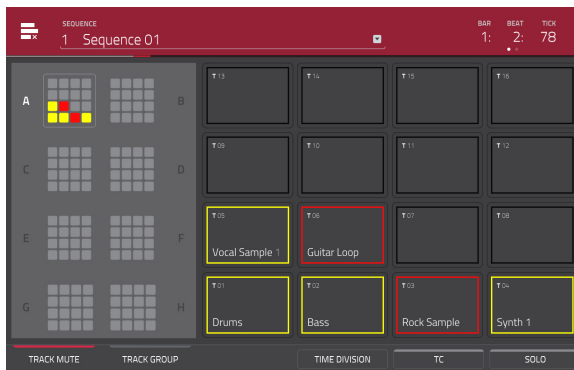 SEQUENCE
1 Sequence 01
BAR BEAT TICK
1: 2: 78
A B
C D
E F
G H
T 13 T 14 T 15 T 16
T 09 T 10 T 11 T 12
T 05 T 06 T 07 T 08
Vocal Sample 1 Guitar Loop
T 01 T 02 T 03 T 04
Drums Bass Rock Sample Synth 1
TRACK MUTE TRACK GROUP TIME DIVISION TC SOLO